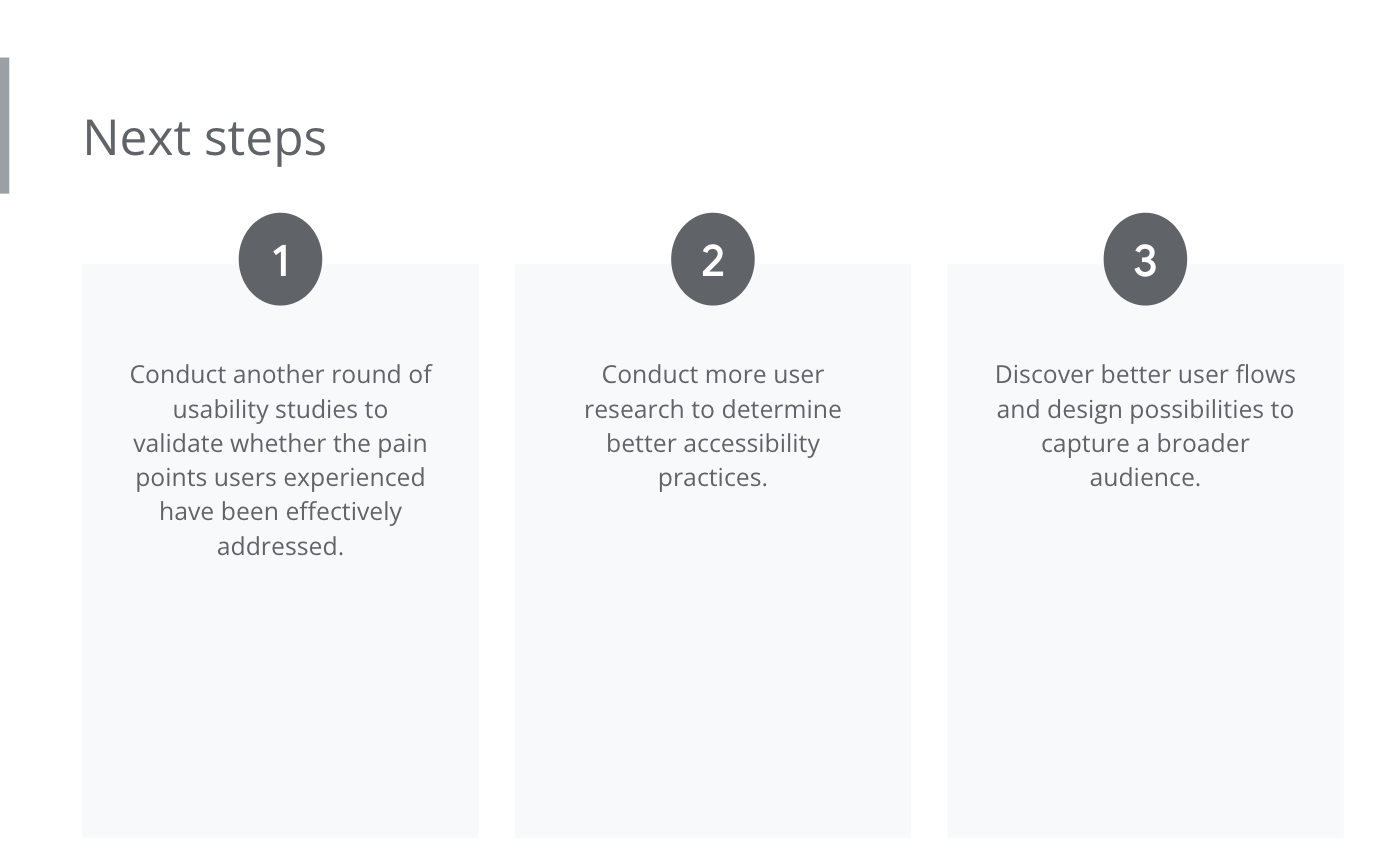 Next steps
1
Conduct another round of
usability studies to
validate whether the pain
points users experienced
have been effectively
addressed.
2
Conduct more user
research to determine
better accessibility
practices.
3
Discover better user flows
and design possibilities to
capture a broader
audience.